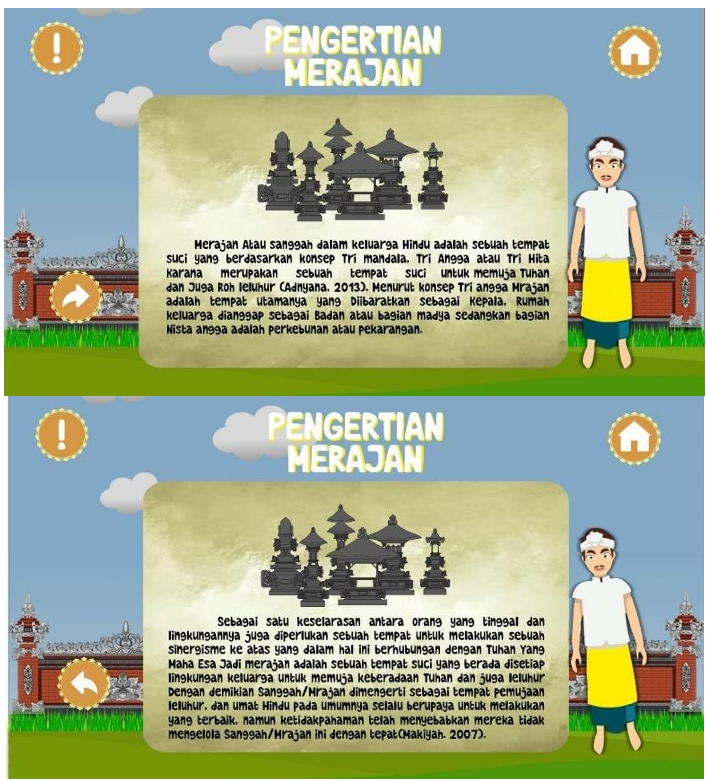 PENGERTIAN
MERAJAN
Merajan Atau sanggah dalam keluarga Hindu adalah sebuah tempat
suci yang berdasarkan konsep Tri mandala, Tri Angga atau Tri Hita
Karana merupakan sebuah tempat suci untuk memuja Tuhan
dan Juga Roh leluhur (Adnyana, 2013). Menurut konsep Tri angga Mrajan
adalah tempat utamanya yang Diibaratkan sebagai Kepala, Rumah
keluarga dianggap sebagai Badan atau bagian madya sedangkan bagian
Nista angga adalah perkebunan atau pekarangan.
PENGERTIAN
MERAJAN
Sebagai satu keselarasan antara orang yang tinggal dan
lingkungannya juga diperlukan sebuah tempat untuk melakukan sebuah
sinergisme ke atas yang dalam hal ini berhubungan dengan Tuhan Yang
Maha Esa Jadi merajan adalah sebuah tempat suci yang berada disetiap
lingkungan keluarga untuk memuja keberadaan Tuhan dan juga leluhur
Dengan demikian Sanggah/Mrajan dimengerti sebagai tempat pemujaan
leluhur, dan umat Hindu pada umumnya selalu berupaya untuk melakukan
yang terbaik, namun ketidakpahaman telah menyebabkan mereka tidak
mengelola Sanggah/Mrajan ini dengan tepat(Makiyah, 2007).